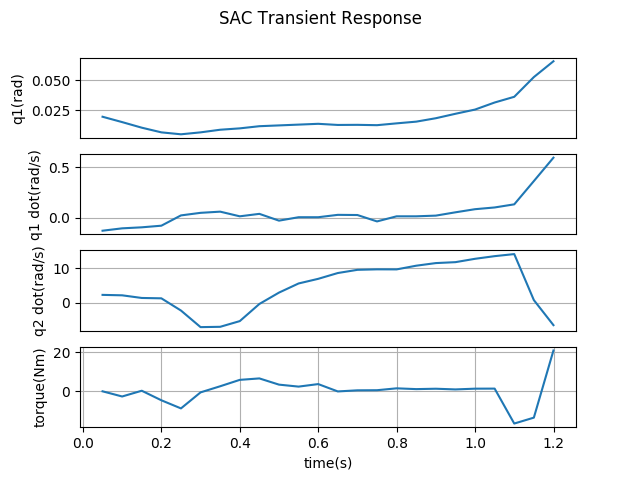 SAC Transient Response
q1(rad)
0.050
0.025
q1 dot(rad/s)
0.5
0.0
q2 dot(rad/s)
10
0
torque(Nm)
20
0
0.0 0.2 0.4 0.6 0.8 1.0 1.2
time(s)